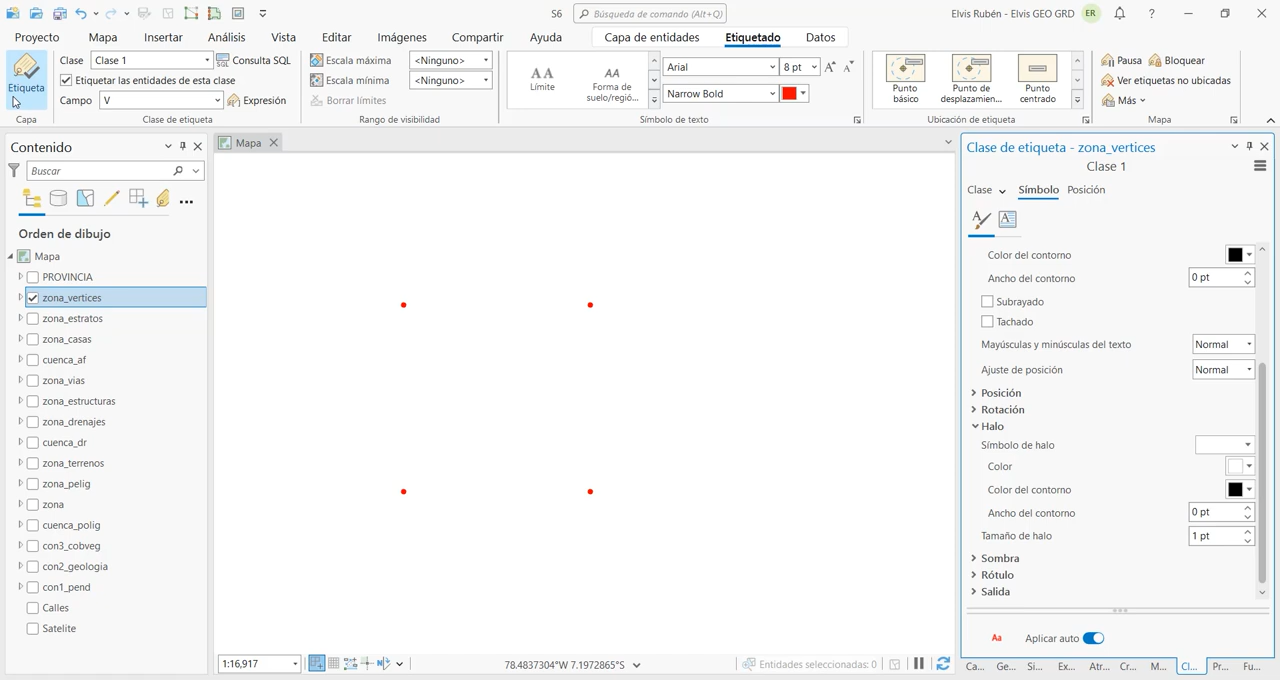 S6
Búsqueda de comando (Alt+Q)
Elvis Rubén - Elvis GEO GRD
ER
?
Proyecto
Mapa
Insertar
Análisis
Vista
Editar
Imágenes
Compartir
Ayuda
Capa de entidades
Etiquetado
Datos
Etiqueta
Capa
Clase
Clase 1
SQL
Consulta SQL
Etiquetar las entidades de esta clase
Campo
V
Expresión
Clase de etiqueta
Escala máxima
<Ninguno>
Escala mínima
<Ninguno>
Borrar límites
Rango de visibilidad
AA
Límite
AA
Forma de
suelo/regió...
Arial
8 pt
A
A
Narrow Bold
Símbolo de texto
Punto
básico
Punto de
desplazamien...
Punto
centrado
Ubicación de etiqueta
Pausa
Bloquear
Ver etiquetas no ubicadas
Más
Mapa
Contenido
Buscar
Orden de dibujo
Mapa
PROVINCIA
zona_vertices
zona_estratos
zona_casas
cuenca_af
zona_vias
zona_estructuras
zona_drenajes
cuenca_dr
zona_terrenos
zona_pelig
zona
cuenca_polig
con3_cobveg
con2_geologia
con1_pend
Calles
Satelite
Mapa
1:16,917
N
78.4837304°W 7.1972865°S
Entidades seleccionadas: 0
Clase de etiqueta - zona_vertices
Clase 1
Clase
Símbolo
Posición
A
A
Color del contorno
Ancho del contorno
0 pt
Subrayado
Tachado
Mayúsculas y minúsculas del texto
Normal
Ajuste de posición
Normal
Posición
Rotación
Halo
Símbolo de halo
Color
Color del contorno
Ancho del contorno
0 pt
Tamaño de halo
1 pt
Sombra
Rótulo
Salida
Aa
Aplicar auto
Ca...
Ge...
Si...
Ex...
Atr...
Cr...
M...
Cl...
Pr...
Fu...